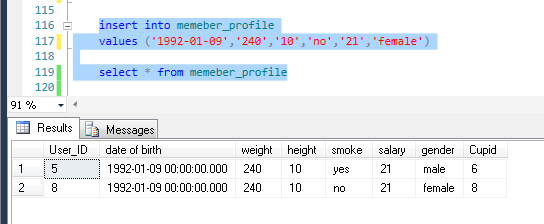 115
116 insert into memeber_profile
117 values ('1992-01-09','240','10','no','21','female')
118
119 select * from memeber_profile
120
91 %
Results Messages
User_ID date of birth weight height smoke salary gender Cupid
1 5 1992-01-09 00:00:00.000 240 10 yes 21 male 6
2 8 1992-01-09 00:00:00.000 240 10 no 21 female 8